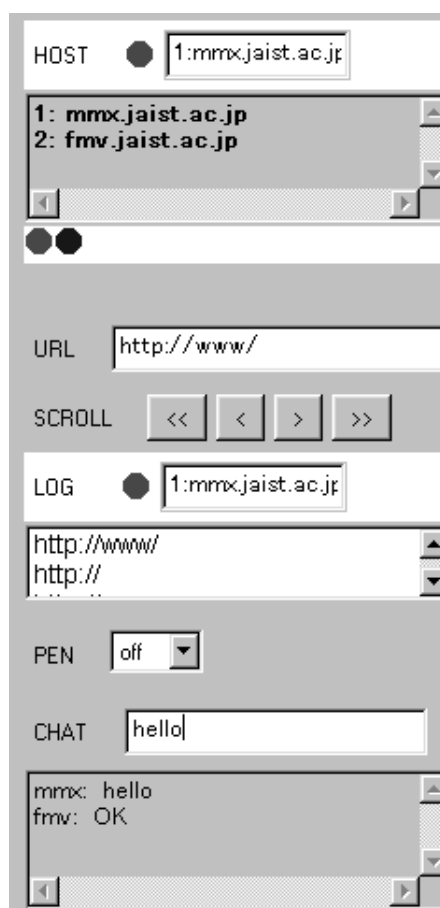 HOST 1:mmx.jaist.ac.jp
1: mmx.jaist.ac.jp
2: fmv.jaist.ac.jp
URL http://www/
SCROLL << < > >>
LOG 1:mmx.jaist.ac.jp
http://www/
http://
PEN off
CHAT hello
mmx: hello
fmv: OK